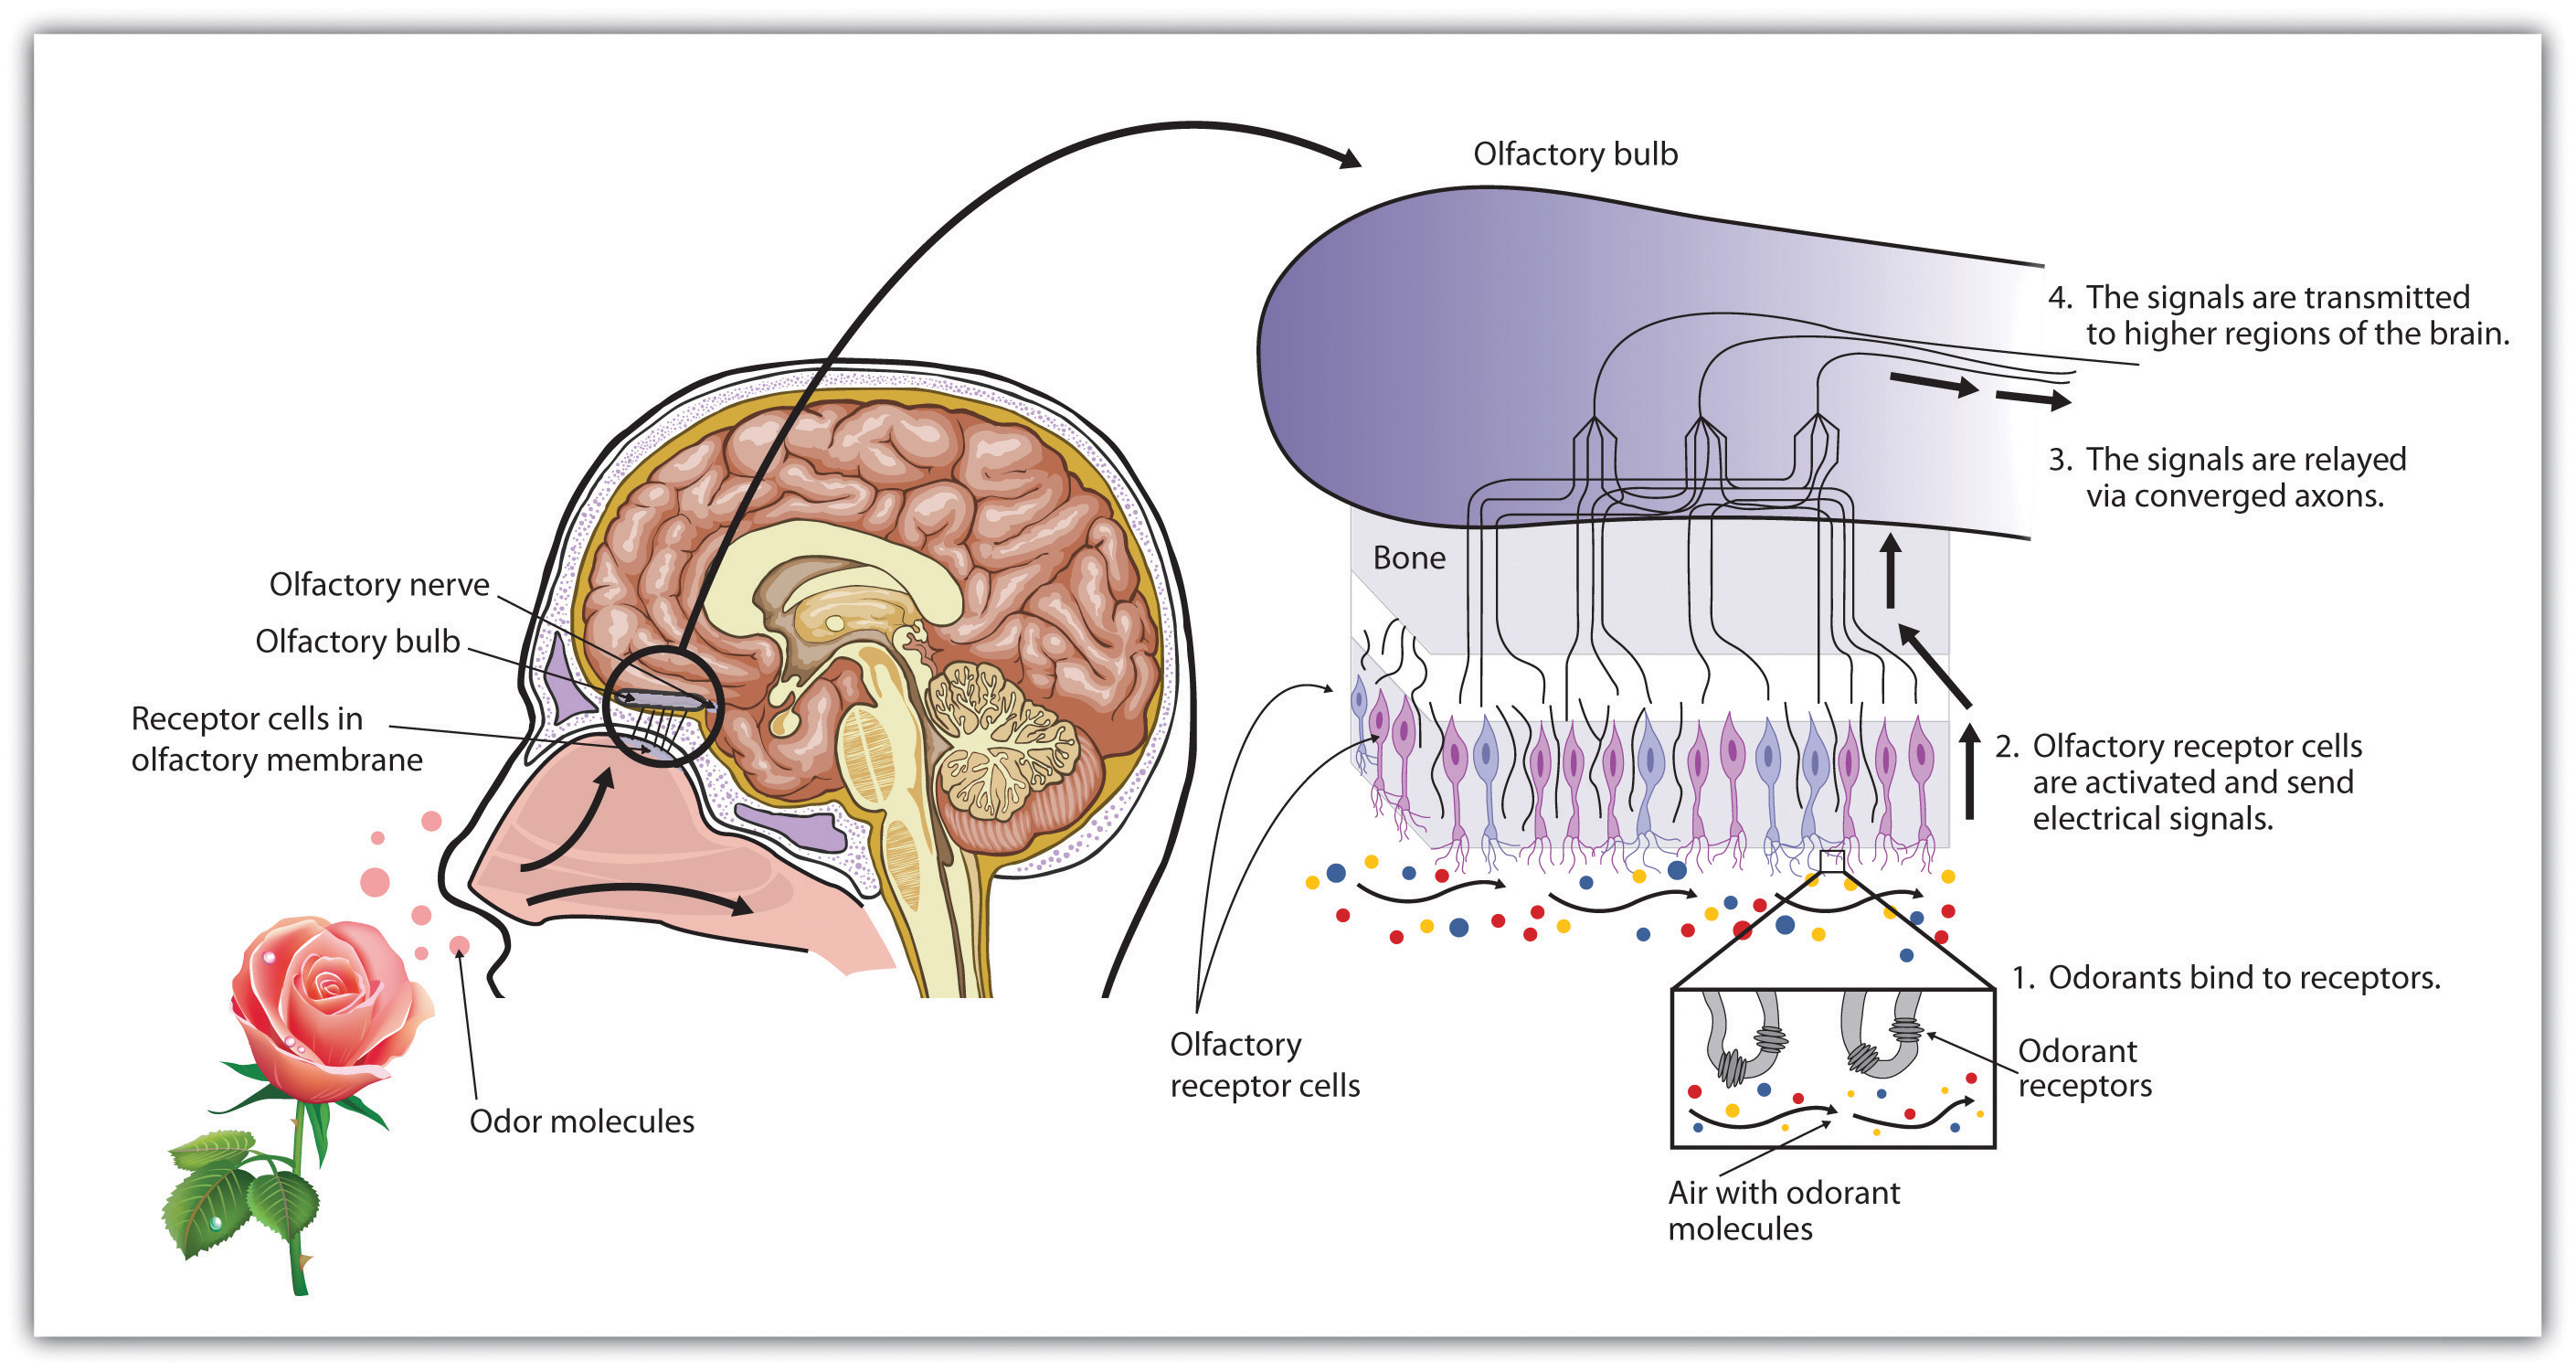 Olfactory nerve
Olfactory bulb
Receptor cells in
olfactory membrane
Odor molecules
Olfactory bulb
Bone
4. The signals are transmitted
to higher regions of the brain.
3. The signals are relayed
via converged axons.
2. Olfactory receptor cells
are activated and send
electrical signals.
1. Odorants bind to receptors.
Odorant
receptors
Olfactory
receptor cells
Air with odorant
molecules